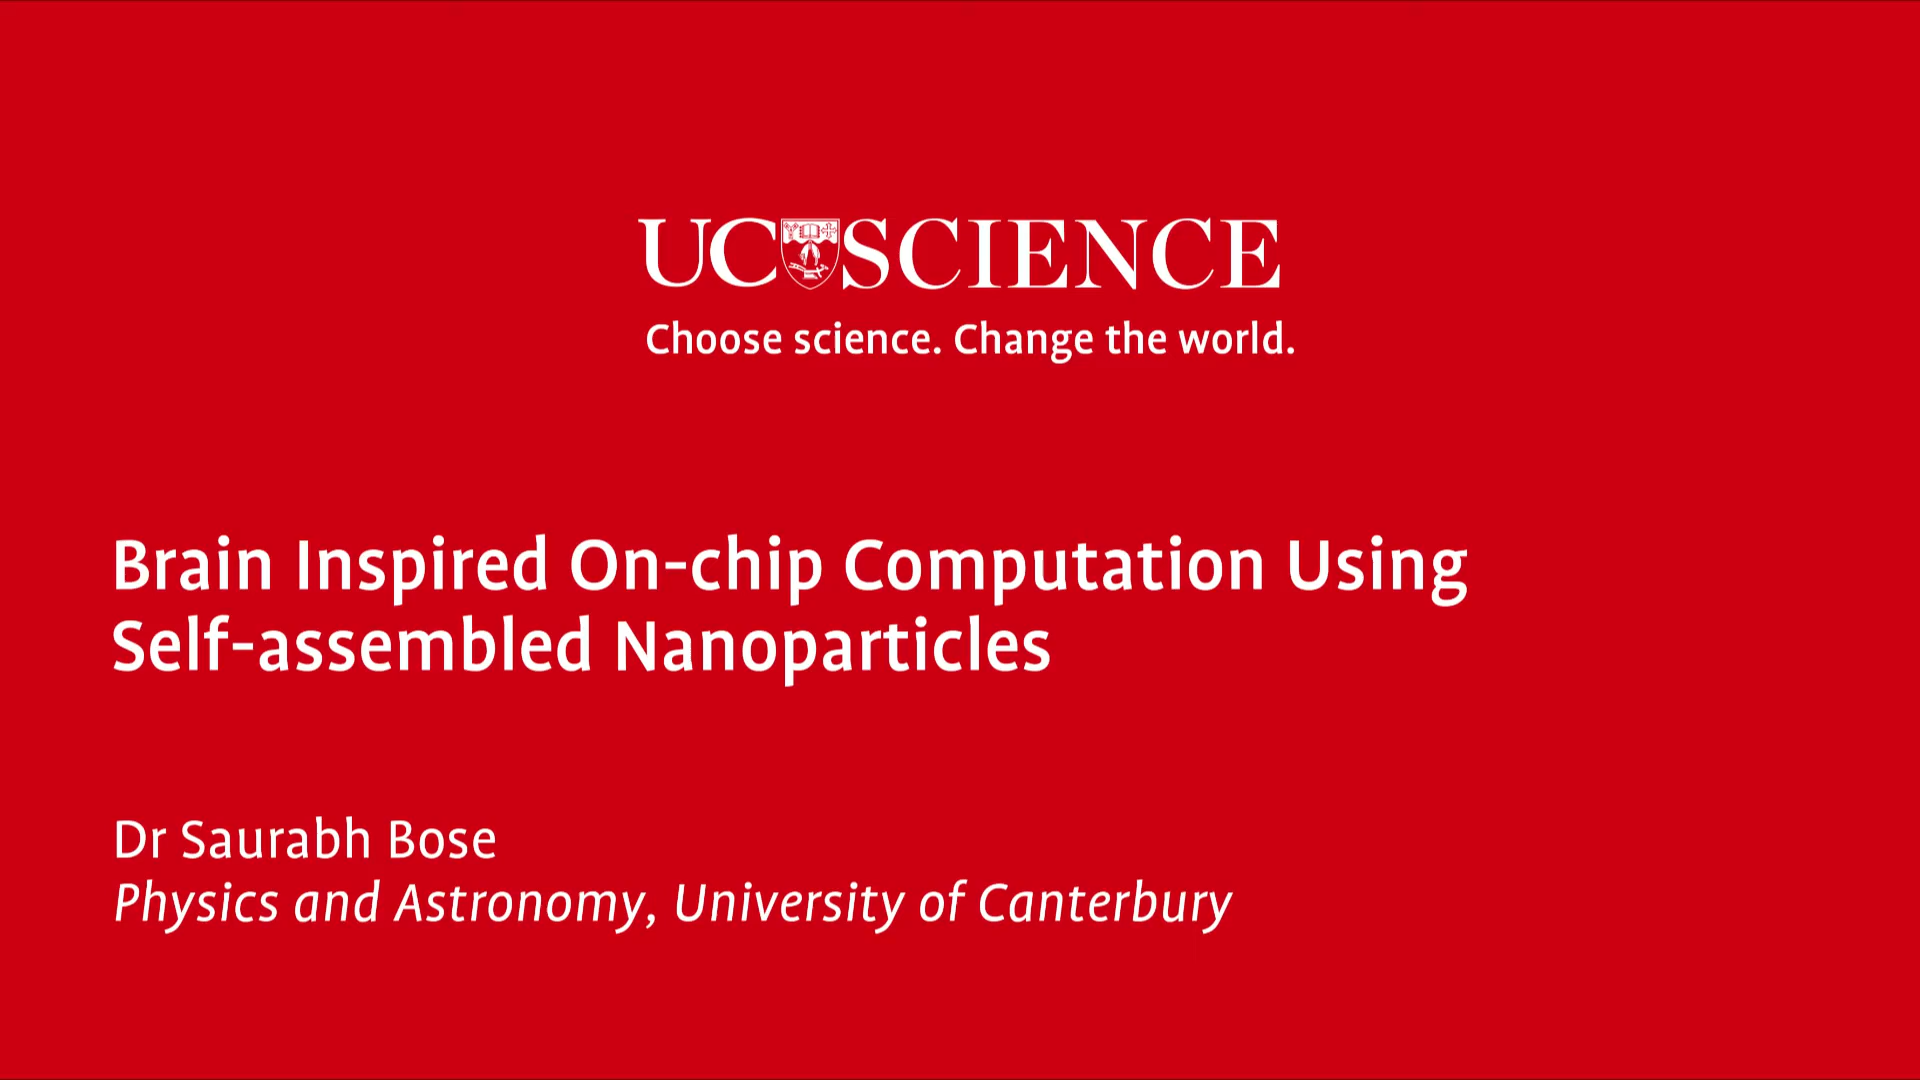 UC SCIENCE
Choose science. Change the world.
Brain Inspired On-chip Computation Using
Self-assembled Nanoparticles
Dr Saurabh Bose
Physics and Astronomy, University of Canterbury